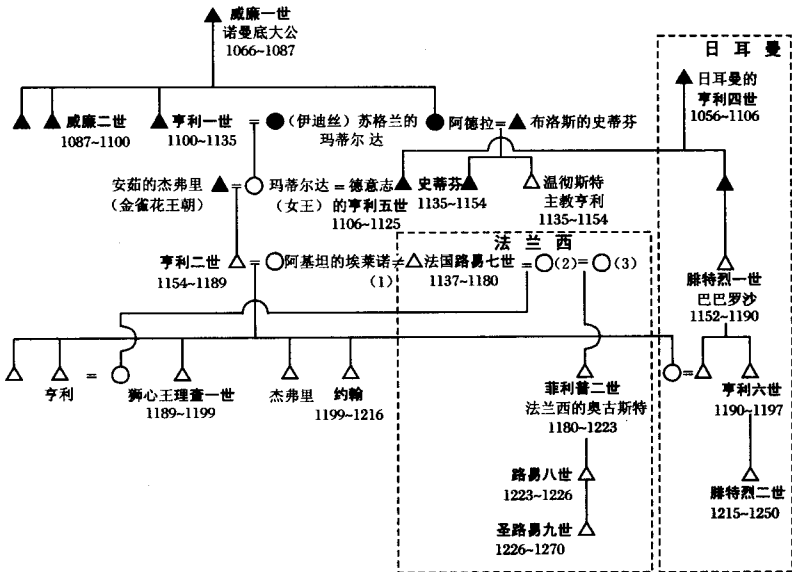 威廉一世
诺曼底大公
1066~1087
日耳曼
日耳曼的
亨利四世
1056~1106
威廉二世
1087~1100
亨利一世
1100~1135
=
(伊迪丝)苏格兰的
玛蒂尔达
阿德拉=
布洛斯的史蒂芬
安茹的杰弗里
(金雀花王朝)
=
玛蒂尔达=德意志
(女王)的亨利五世
1106~1125
史蒂芬
1135~1154
温彻斯特
主教亨利
1135~1154
法兰西
亨利二世
1154~1189
=
阿基坦的埃莱诺≠
(1)
法国路易七世
1137~1180
=
(2)=
(3)
腓特烈一世
巴巴罗沙
1152~1190
亨利
=
狮心王理查一世
1189~1199
杰弗里
约翰
1199~1216
菲利普二世
法兰西的奥古斯特
1180~1223
=
亨利六世
1190~1197
路易八世
1223~1226
腓特烈二世
1215~1250
圣路易九世
1226~1270